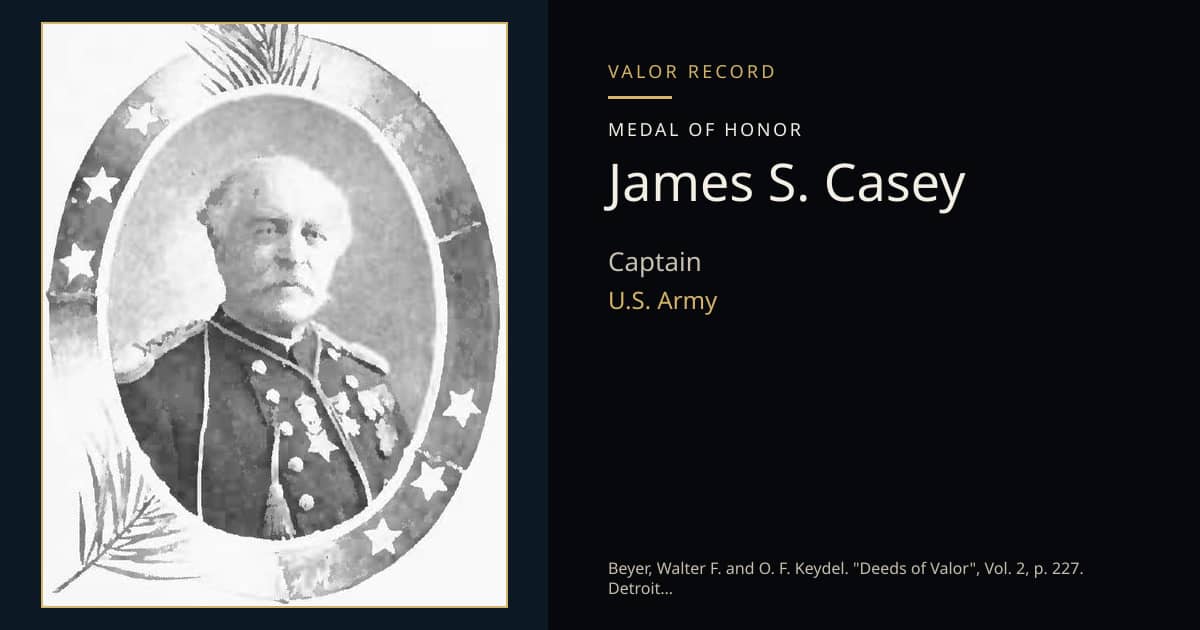 VALOR RECORD
MEDAL OF HONOR
James S. Casey
Captain
U.S. Army
Beyer, Walter F. and O. F. Keydel. "Deeds of Valor", Vol. 2, p. 227.
Detroit...